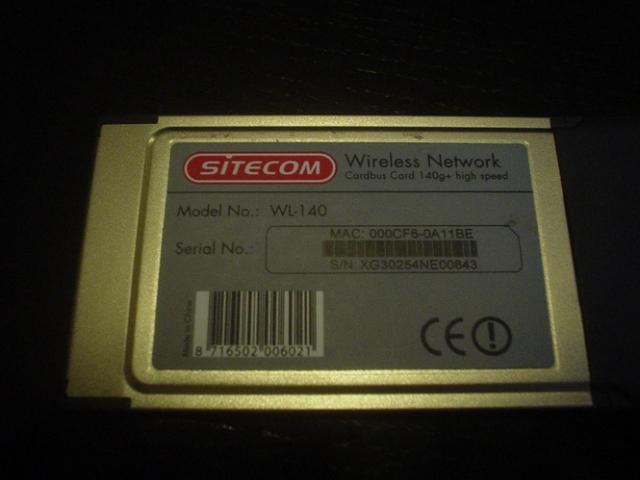 SITECOM
Wireless Network
Cardbus Card 140g+ high speed
Model No.: WL-140
Serial No.:
MAC: 000CF6-0A11BE
S/N: XG30254NE00843
Made in China
8 716502 006021
CE